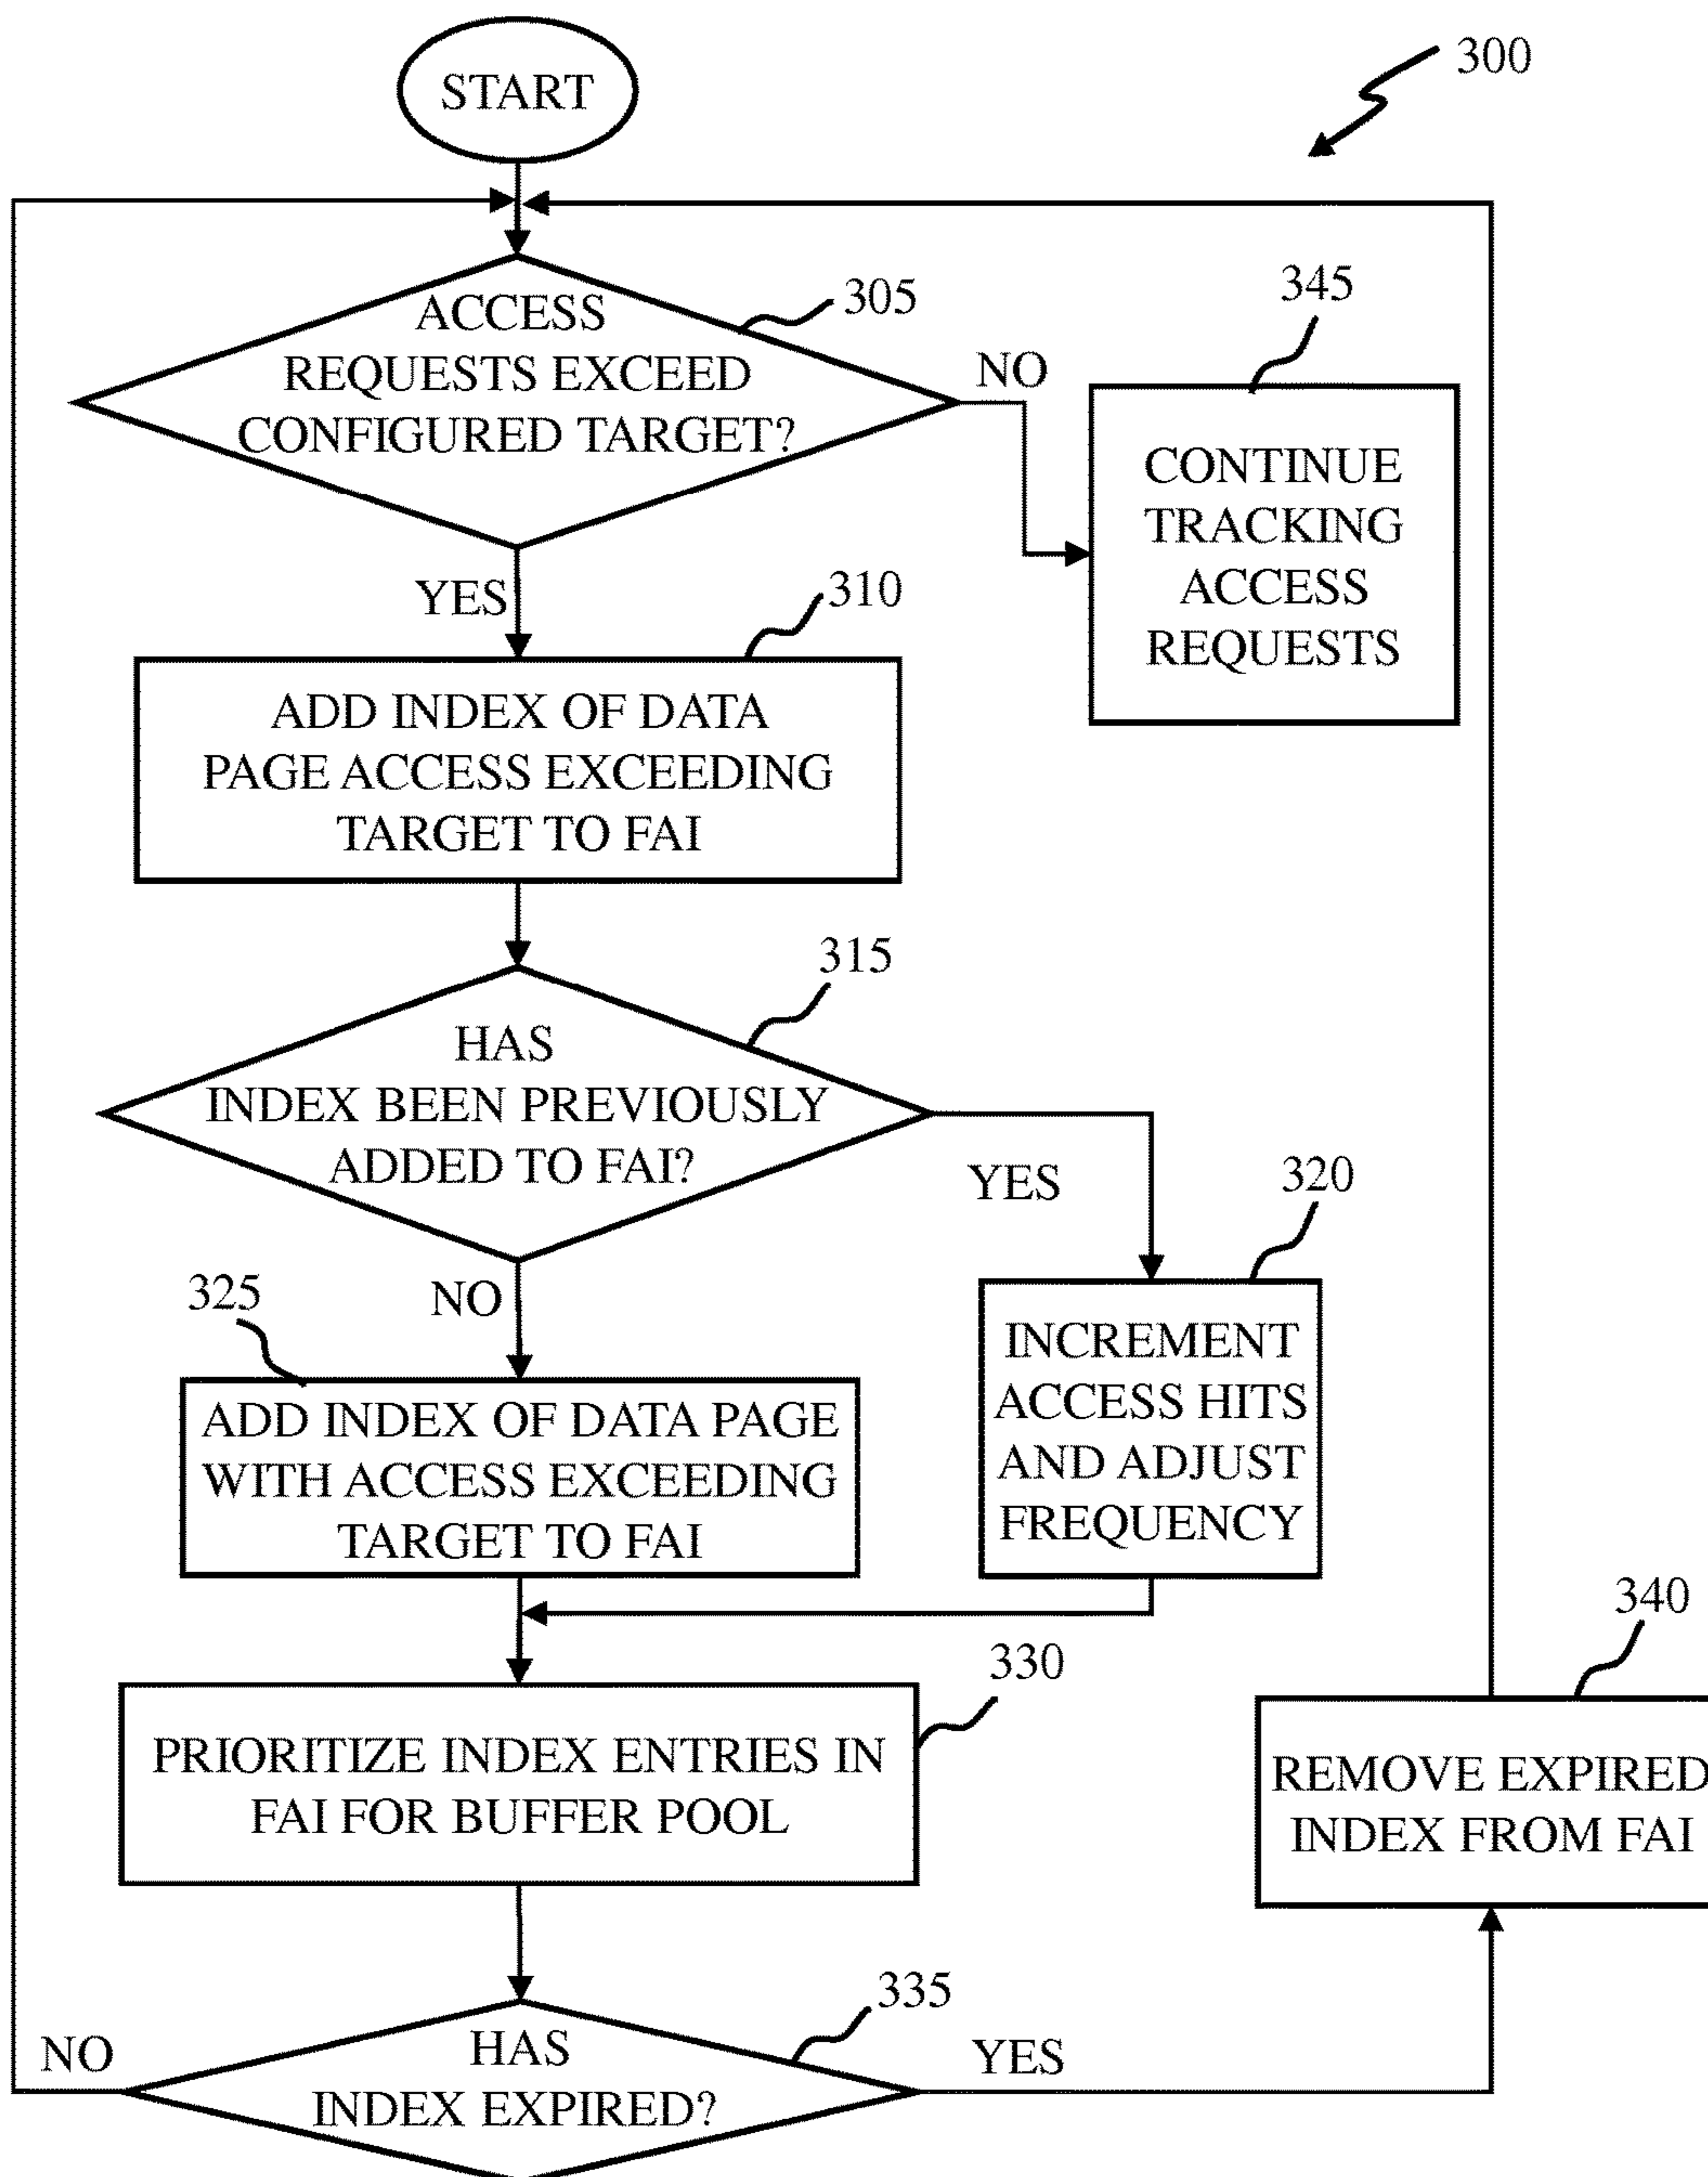 START
300
ACCESS
REQUESTS EXCEED
CONFIGURED TARGET?
305
NO
345
CONTINUE
TRACKING
ACCESS
REQUESTS
YES
310
ADD INDEX OF DATA
PAGE ACCESS EXCEEDING
TARGET TO FAI
315
HAS
INDEX BEEN PREVIOUSLY
ADDED TO FAI?
YES
320
INCREMENT
ACCESS HITS
AND ADJUST
FREQUENCY
NO
325
ADD INDEX OF DATA PAGE
WITH ACCESS EXCEEDING
TARGET TO FAI
330
PRIORITIZE INDEX ENTRIES IN
FAI FOR BUFFER POOL
340
REMOVE EXPIRED
INDEX FROM FAI
335
HAS
INDEX EXPIRED?
NO
YES